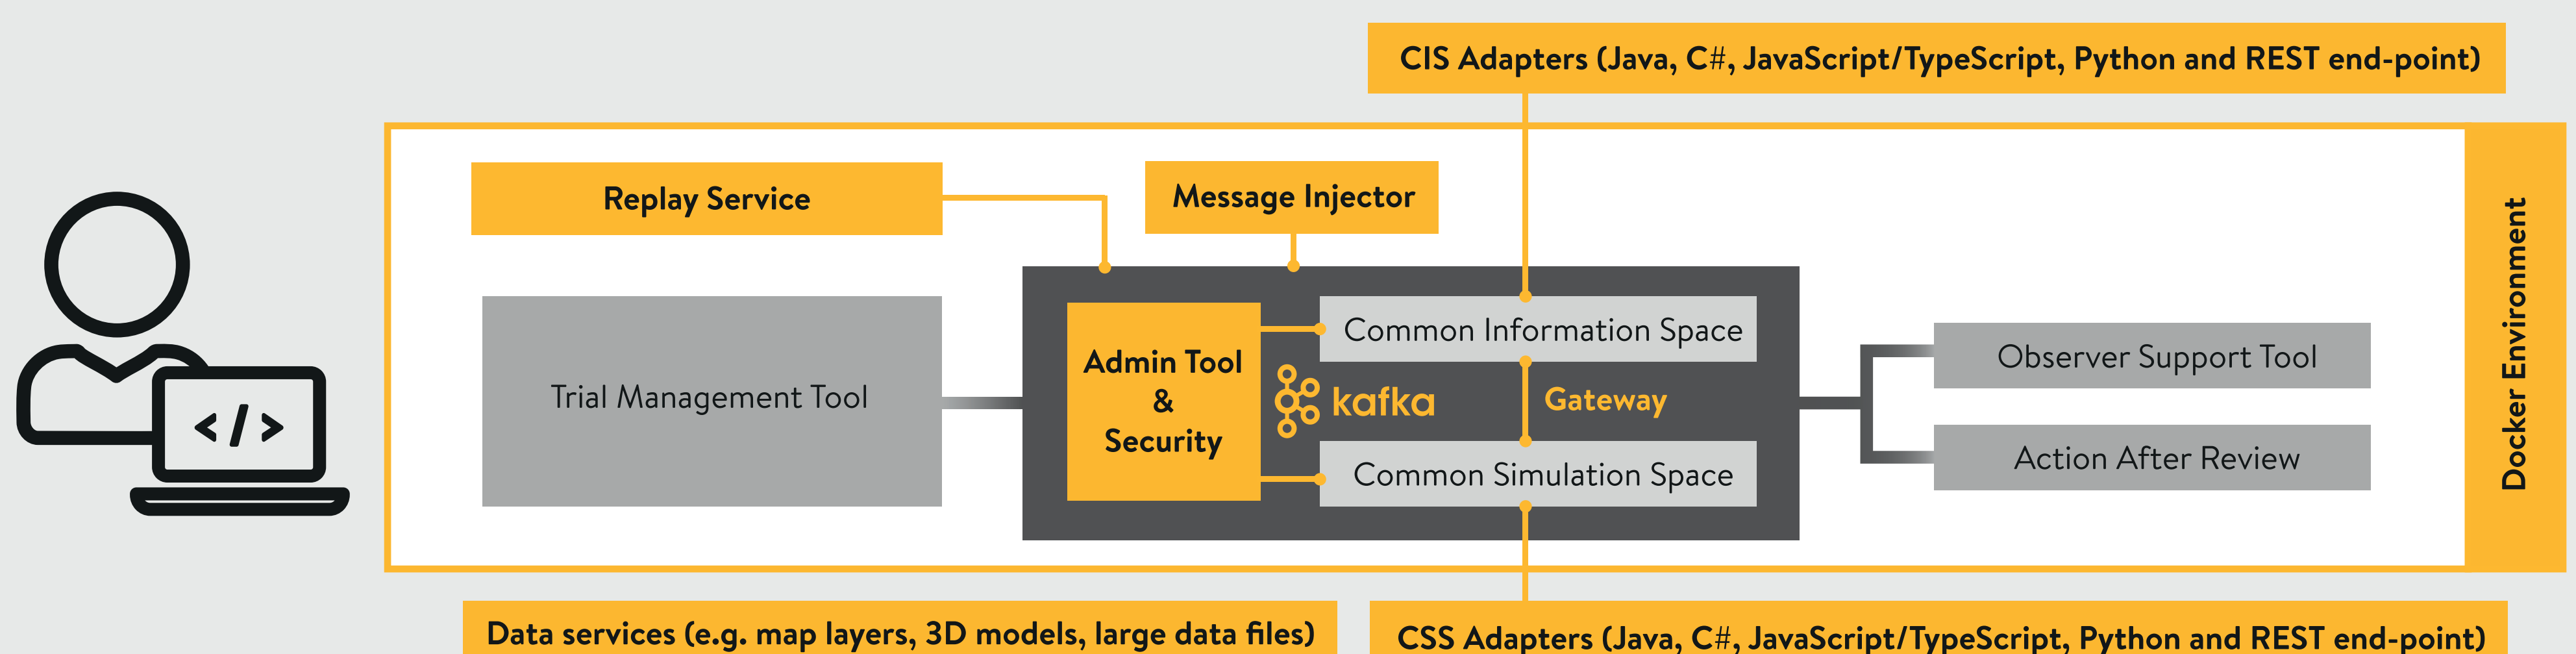 CIS Adapters (Java, C#, JavaScript/TypeScript, Python and REST end-point)
Replay Service
Message Injector
Docker Environment
Trial Management Tool
Admin Tool
&
Security
Common Information Space
kafka
Gateway
Common Simulation Space
Observer Support Tool
Action After Review
</>
Data services (e.g. map layers, 3D models, large data files)
CSS Adapters (Java, C#, JavaScript/TypeScript, Python and REST end-point)